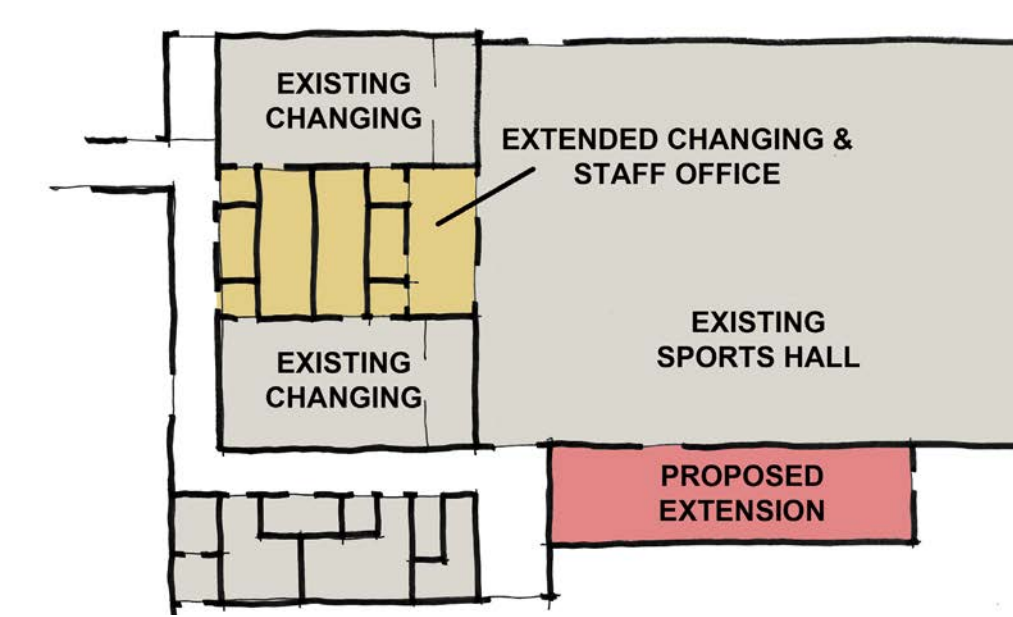 EXISTING
CHANGING
EXTENDED CHANGING &
STAFF OFFICE
EXISTING
SPORTS HALL
EXISTING
CHANGING
PROPOSED
EXTENSION